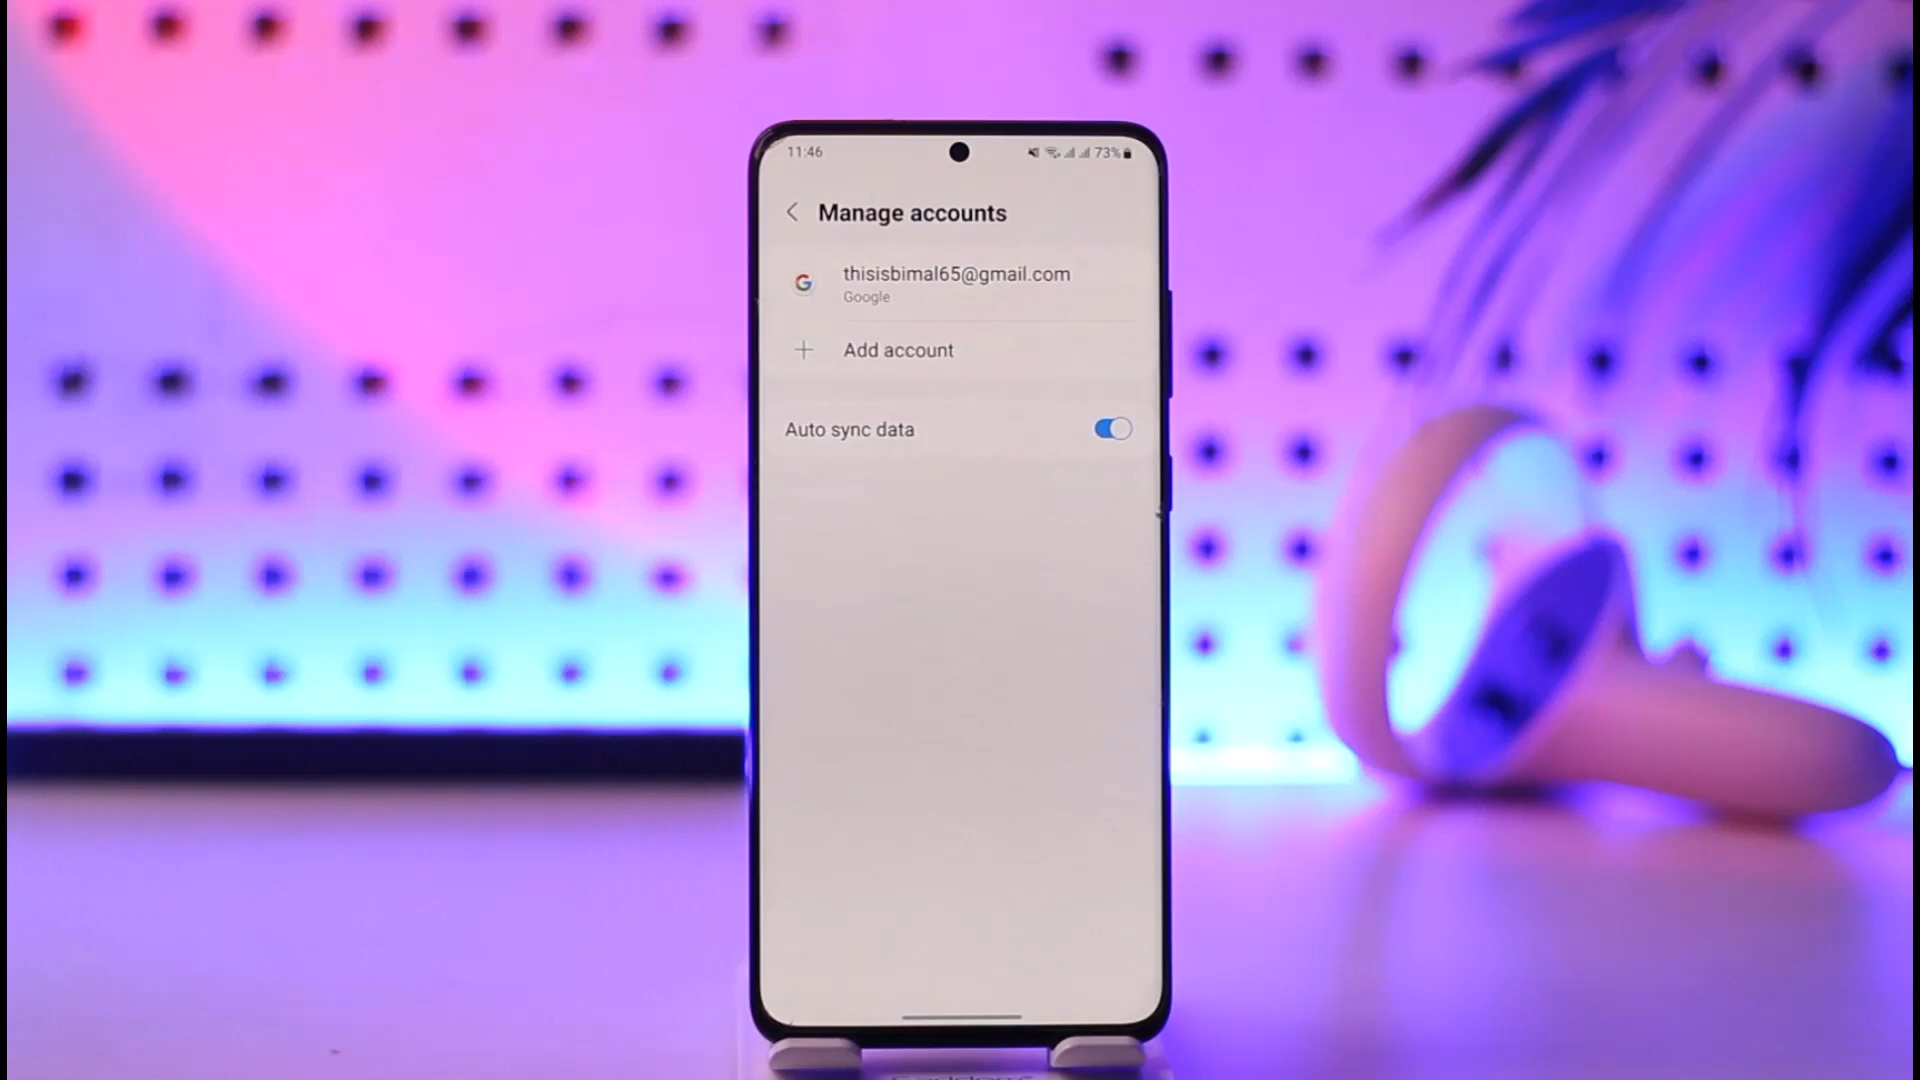 11:46 73%
Manage accounts
thisisbimal65@gmail.com
Google
Add account
Auto sync data